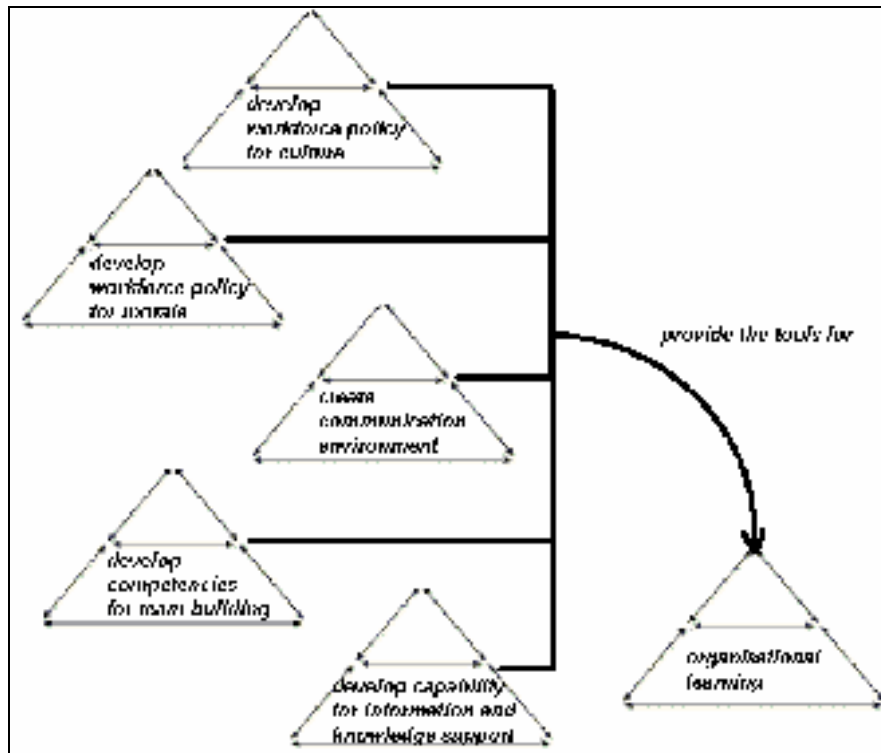 develop
workforce policy
for culture
develop
workforce policy
for morale
create
communication
environment
provide the tools for
develop
competencies
for team building
develop capability
for information and
knowledge support
organisational
learning